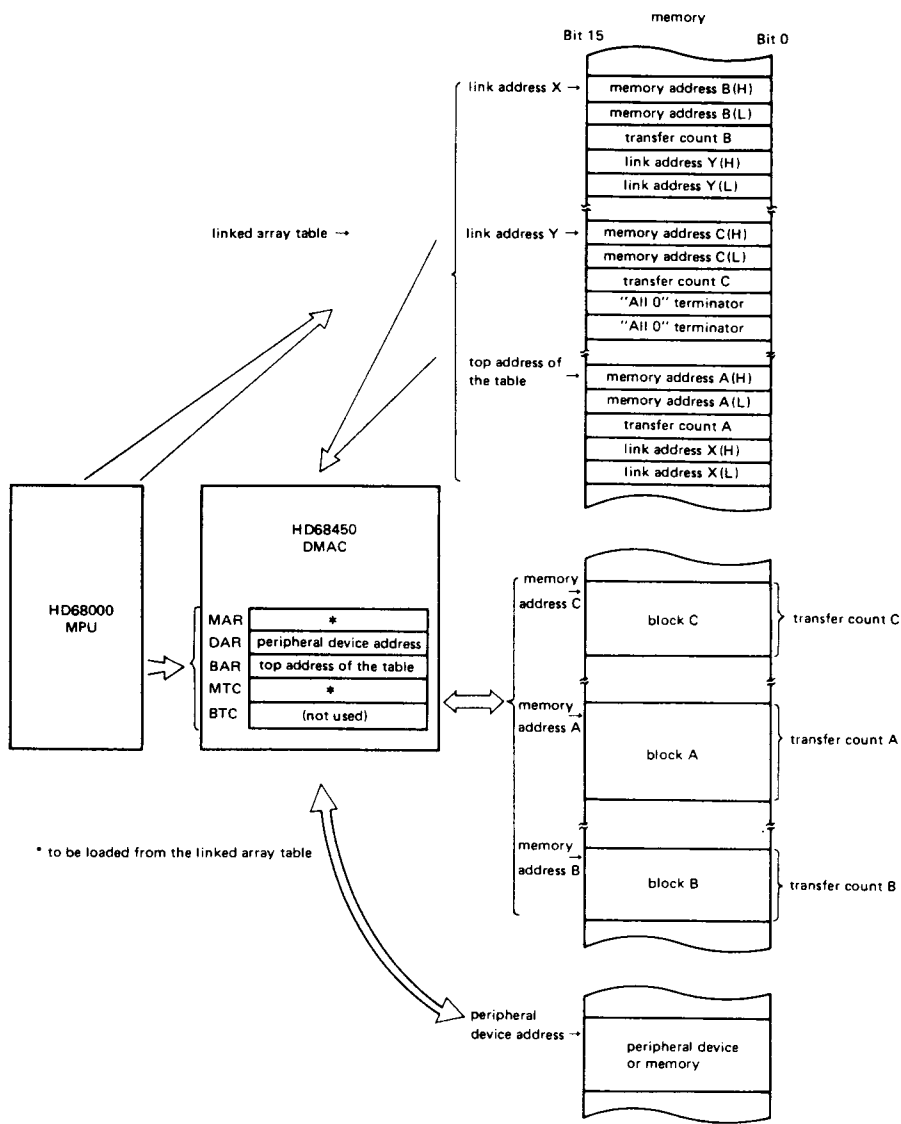 memory
Bit 15 Bit 0
link address X →
memory address B(H)
memory address B(L)
transfer count B
link address Y(H)
link address Y(L)
linked array table →
link address Y →
memory address C(H)
memory address C(L)
transfer count C
"All 0" terminator
"All 0" terminator
top address of
the table →
memory address A(H)
memory address A(L)
transfer count A
link address X(H)
link address X(L)
HD68000
MPU
HD68450
DMAC
MAR *
DAR peripheral device address
BAR top address of the table
MTC *
BTC (not used)
memory
address C →
block C
transfer count C
memory
address A →
block A
transfer count A
* to be loaded from the linked array table
memory
address B →
block B
transfer count B
peripheral
device address →
peripheral device
or memory